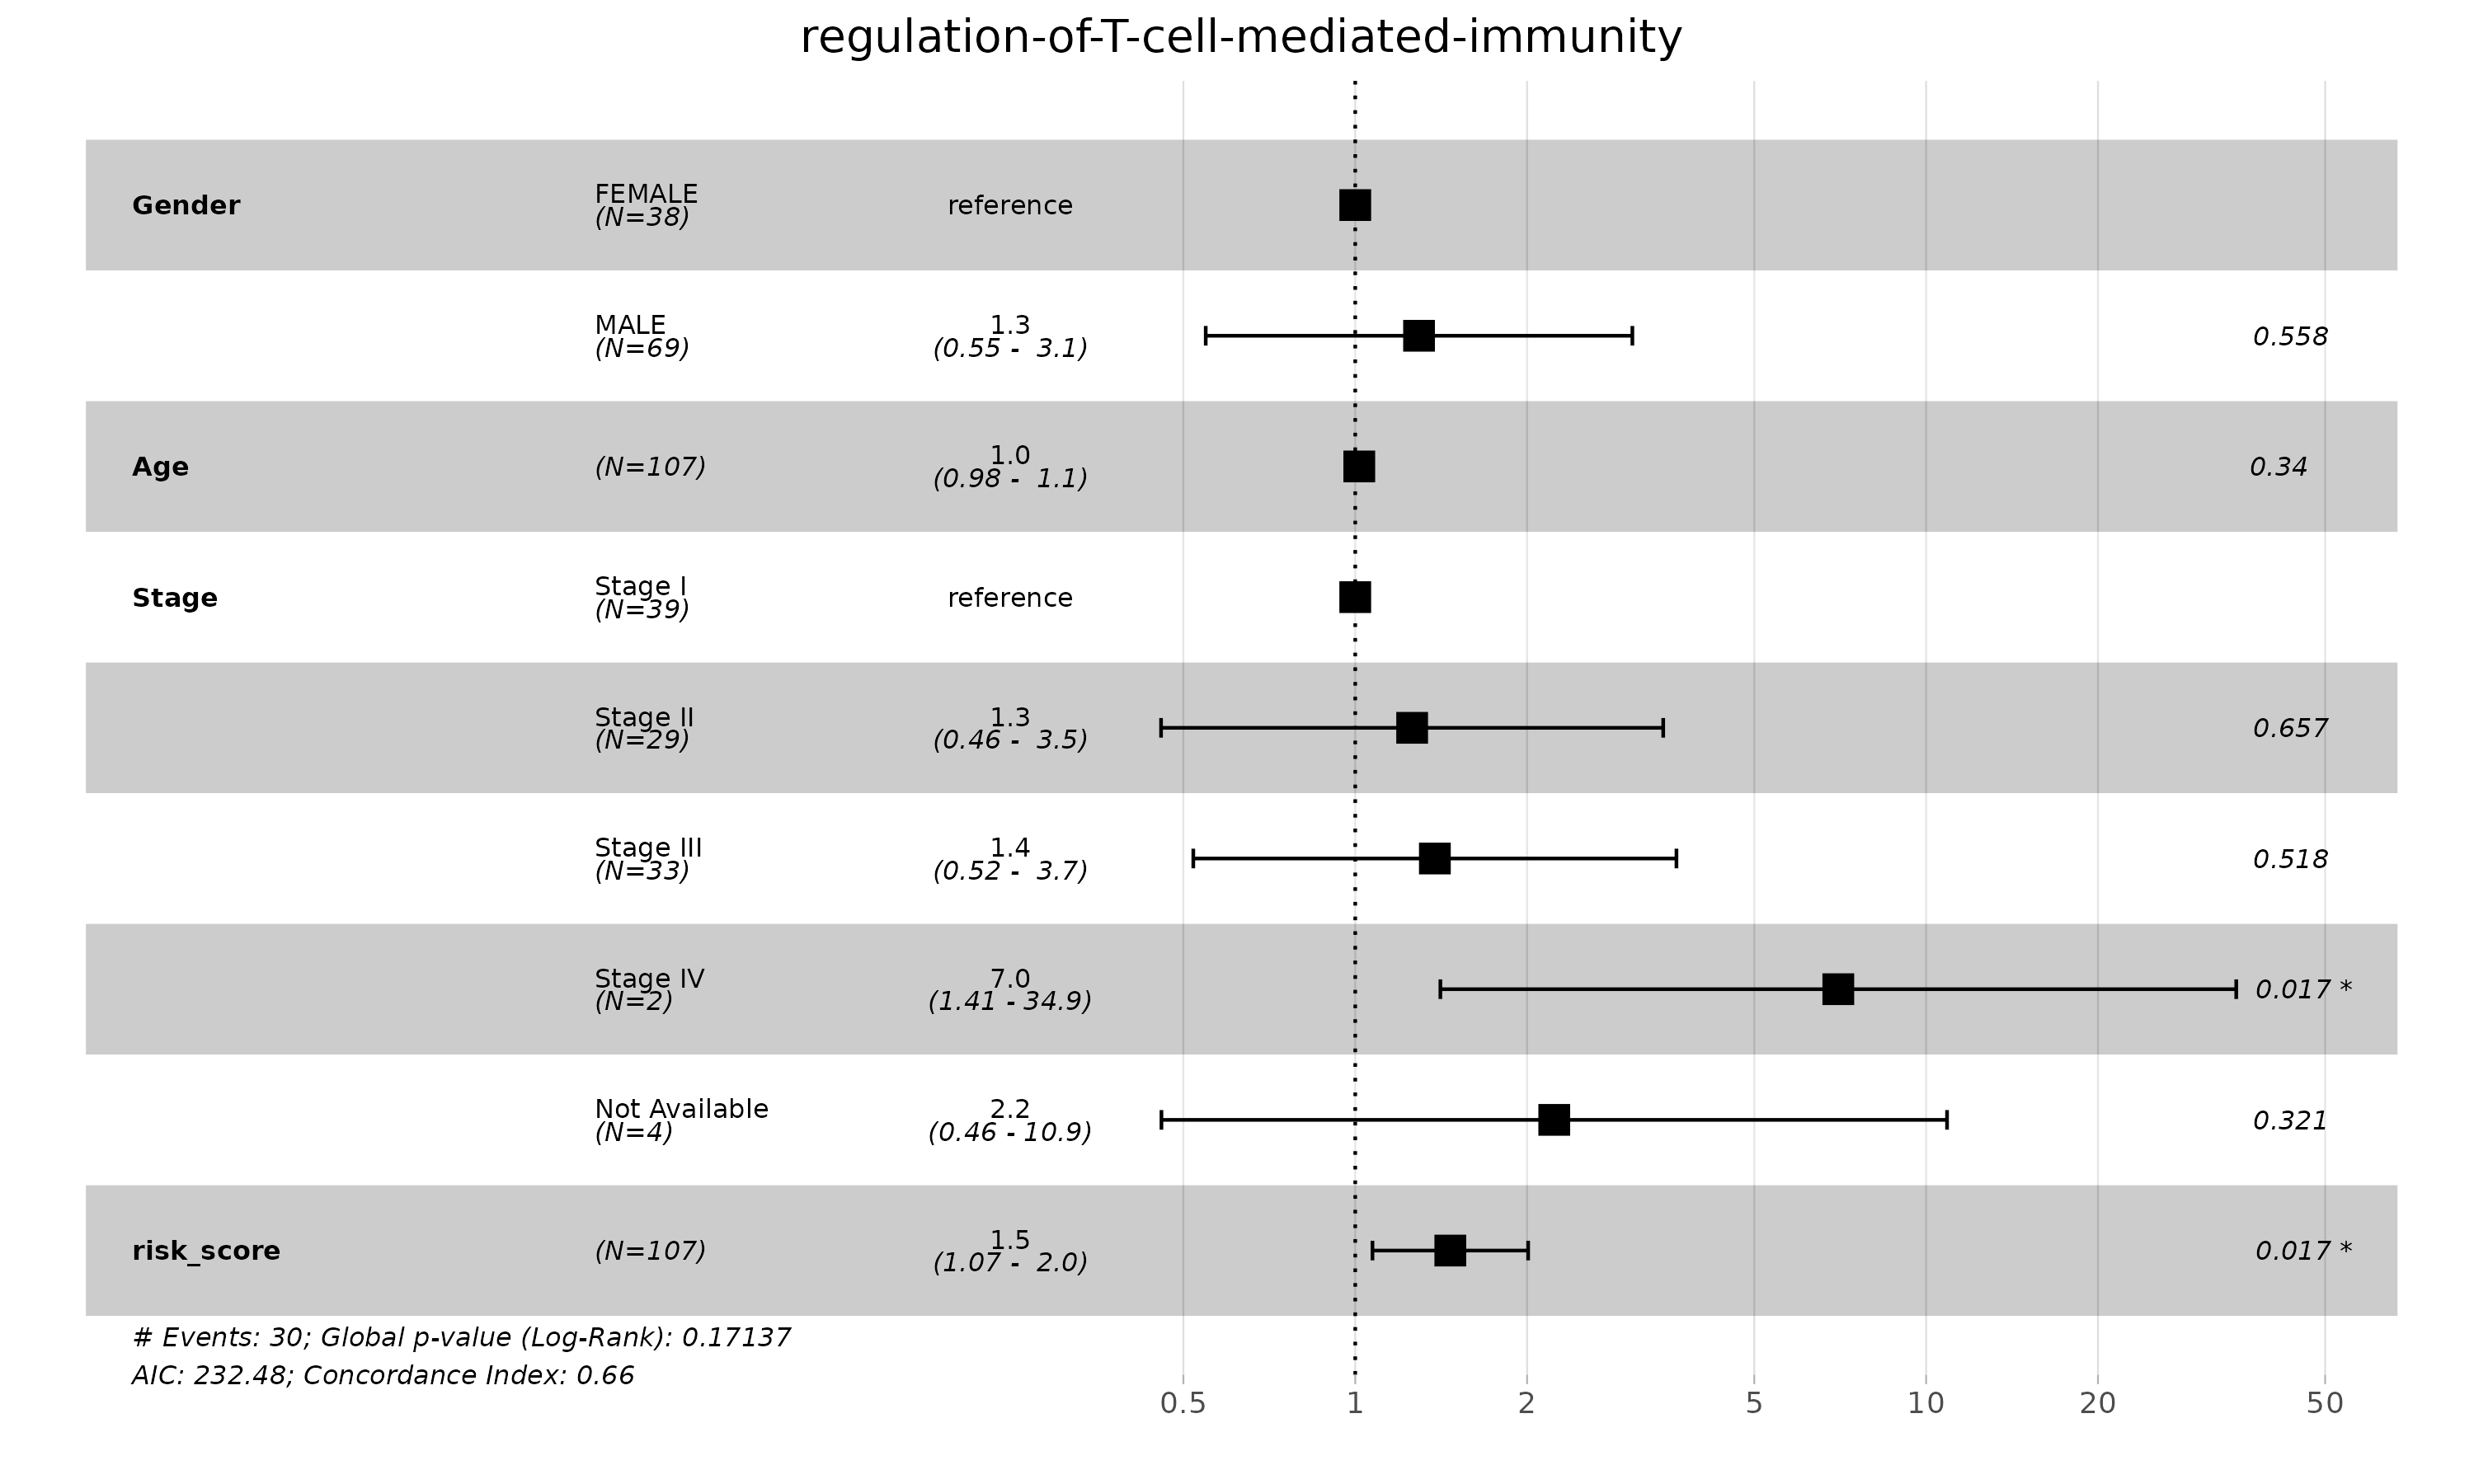 regulation-of-T-cell-mediated-immunity
Gender
FEMALE
(N=38)
reference
MALE
(N=69)
1.3
(0.55 - 3.1)
0.558
Age
(N=107)
1.0
(0.98 - 1.1)
0.34
Stage
Stage I
(N=39)
reference
Stage II
(N=29)
1.3
(0.46 - 3.5)
0.657
Stage III
(N=33)
1.4
(0.52 - 3.7)
0.518
Stage IV
(N=2)
7.0
(1.41 - 34.9)
0.017 *
Not Available
(N=4)
2.2
(0.46 - 10.9)
0.321
risk_score
(N=107)
1.5
(1.07 - 2.0)
0.017 *
# Events: 30; Global p-value (Log-Rank): 0.17137
AIC: 232.48; Concordance Index: 0.66
0.5 1 2 5 10 20 50